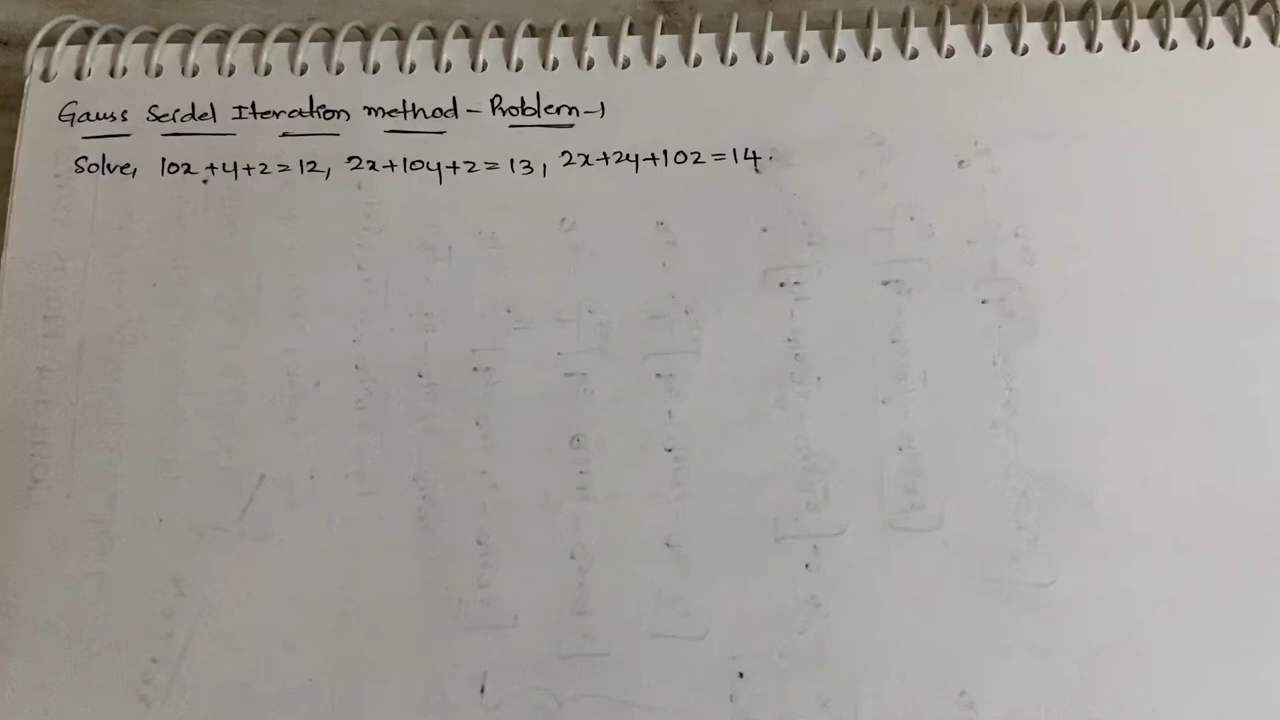 Gauss Seidel Iteration method - Problem-1
Solve, 10x+y+z=12, 2x+10y+z=13, 2x+2y+10z=14.